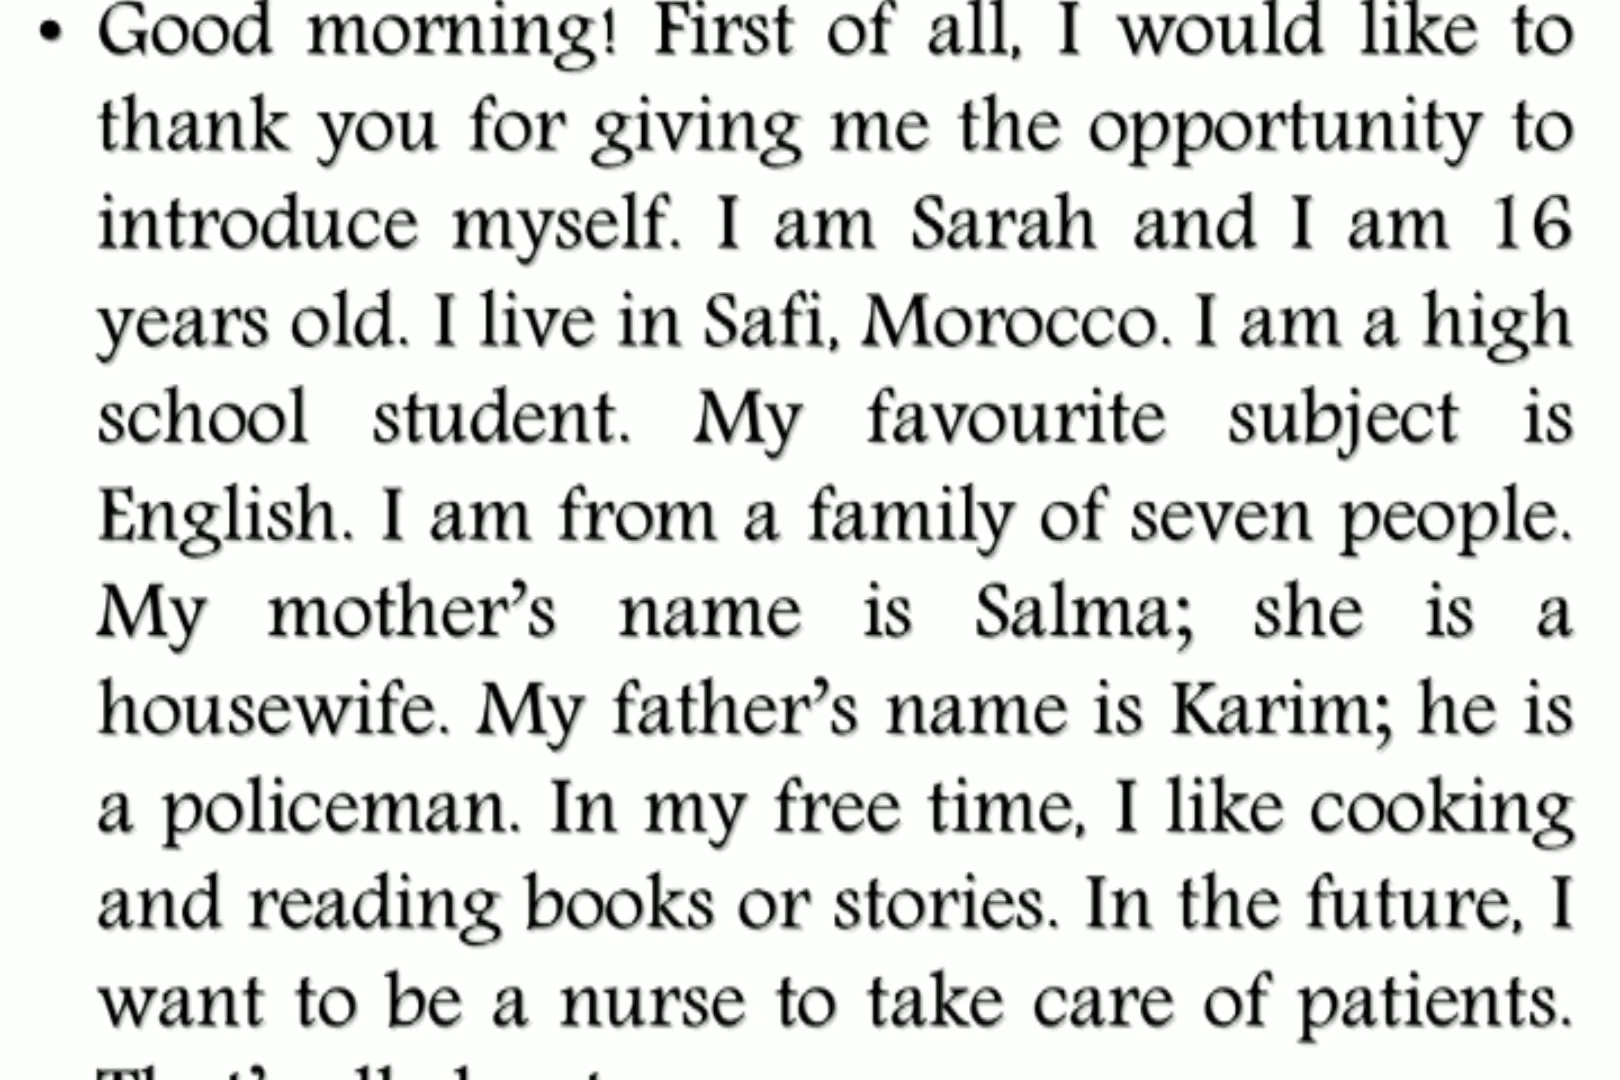 • Good morning! First of all, I would like to
thank you for giving me the opportunity to
introduce myself. I am Sarah and I am 16
years old. I live in Safi, Morocco. I am a high
school student. My favourite subject is
English. I am from a family of seven people.
My mother’s name is Salma; she is a
housewife. My father’s name is Karim; he is
a policeman. In my free time, I like cooking
and reading books or stories. In the future, I
want to be a nurse to take care of patients.
That’s all about